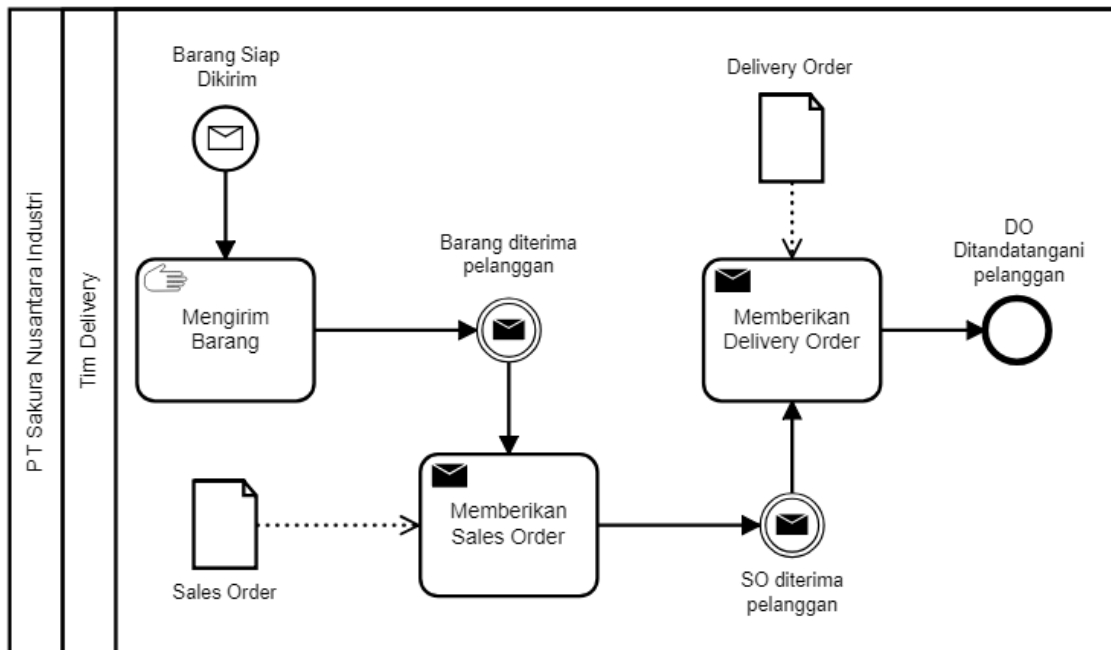 PT Sakura Nusantara Industri
Tim Delivery
Barang Siap
Dikirim
Mengirim
Barang
Barang diterima
pelanggan
Sales Order
Memberikan
Sales Order
SO diterima
pelanggan
Delivery Order
Memberikan
Delivery Order
DO
Ditandatangani
pelanggan